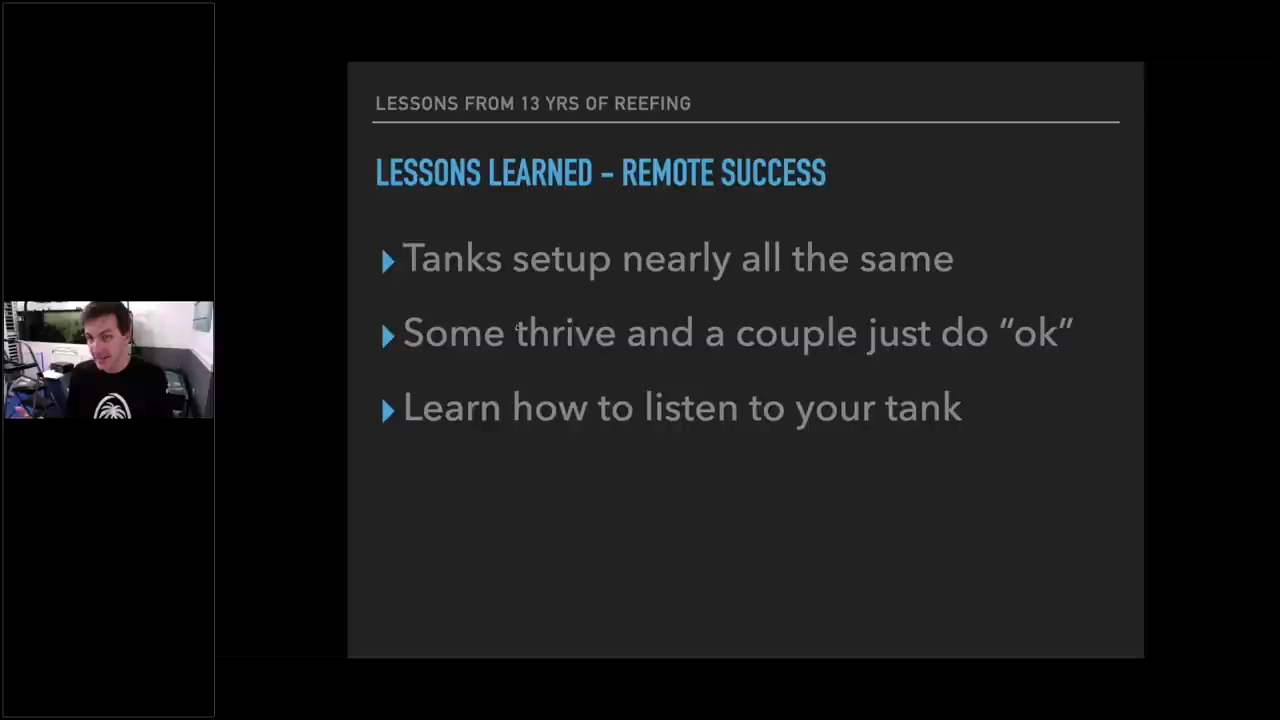 LESSONS FROM 13 YRS OF REEFING
LESSONS LEARNED - REMOTE SUCCESS
Tanks setup nearly all the same
Some thrive and a couple just do “ok”
Learn how to listen to your tank